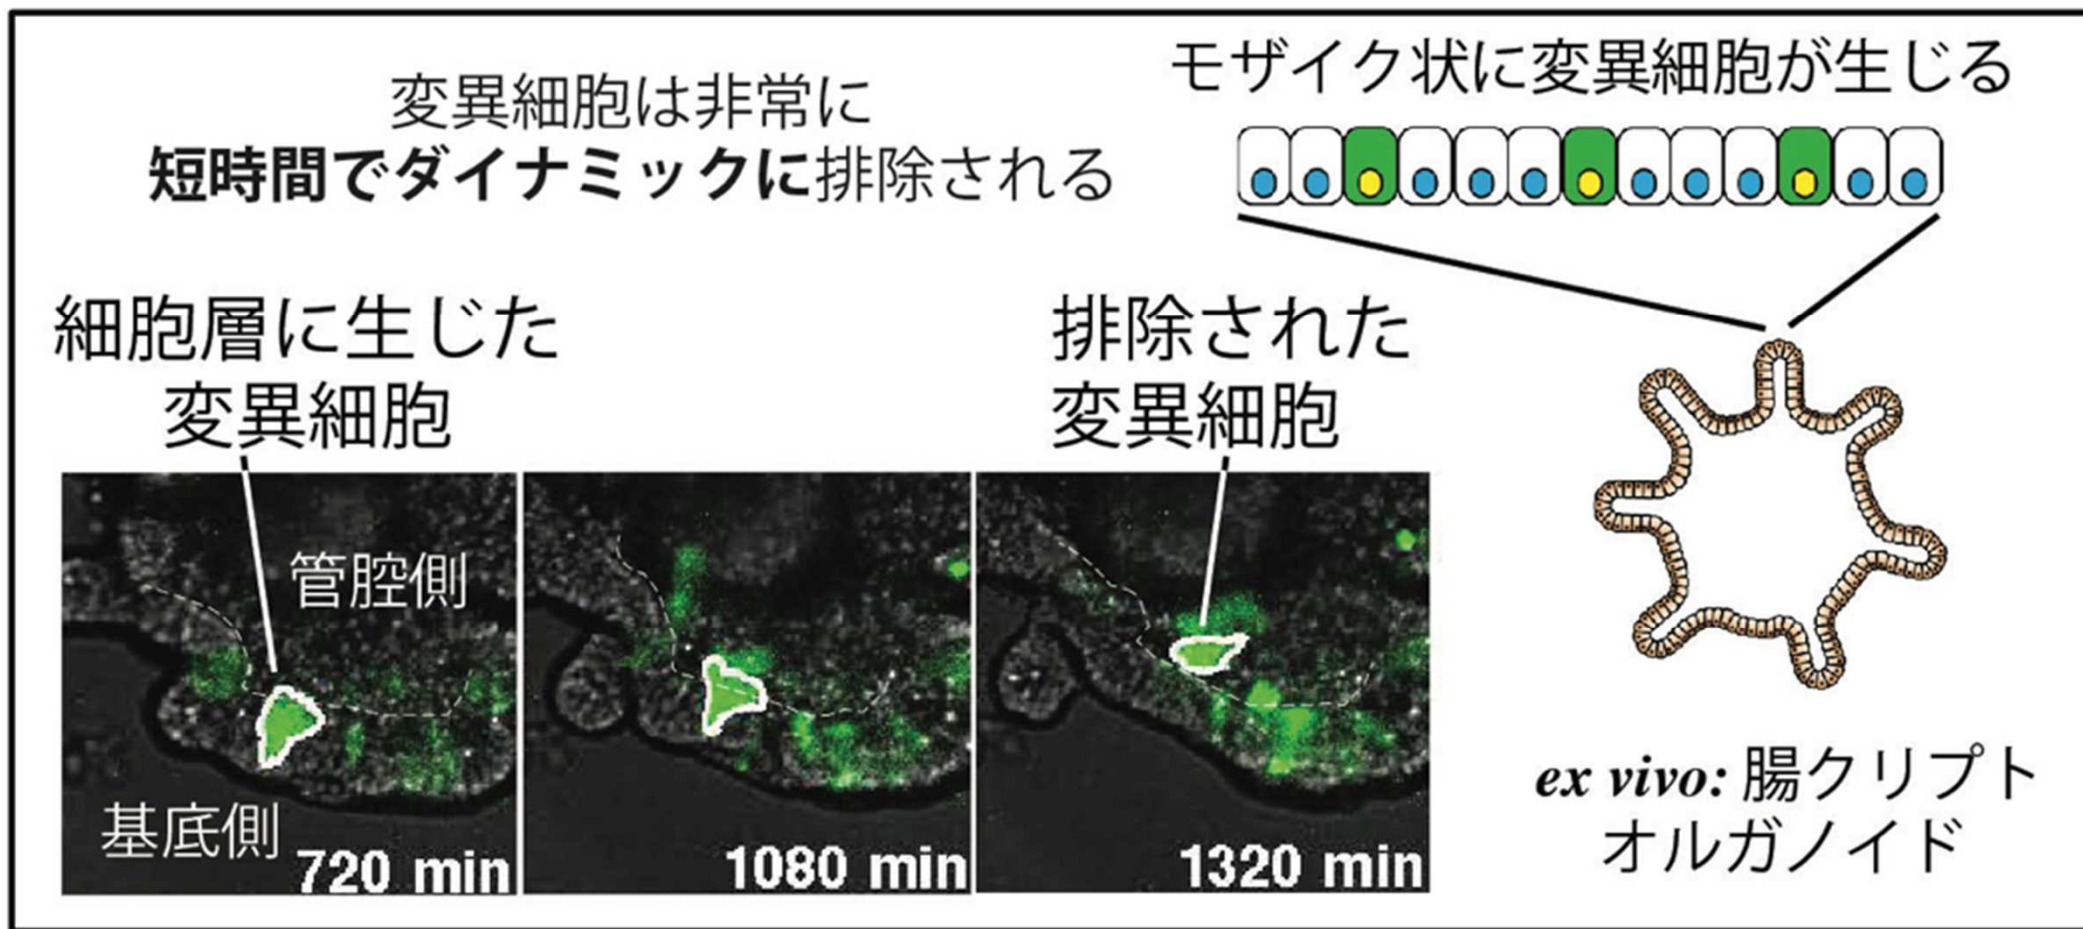 変異細胞は非常に
短時間でダイナミックに排除される
モザイク状に変異細胞が生じる
細胞層に生じた
変異細胞
排除された
変異細胞
管腔側
基底側
720 min
1080 min
1320 min
ex vivo: 腸クリプト
オルガノイド